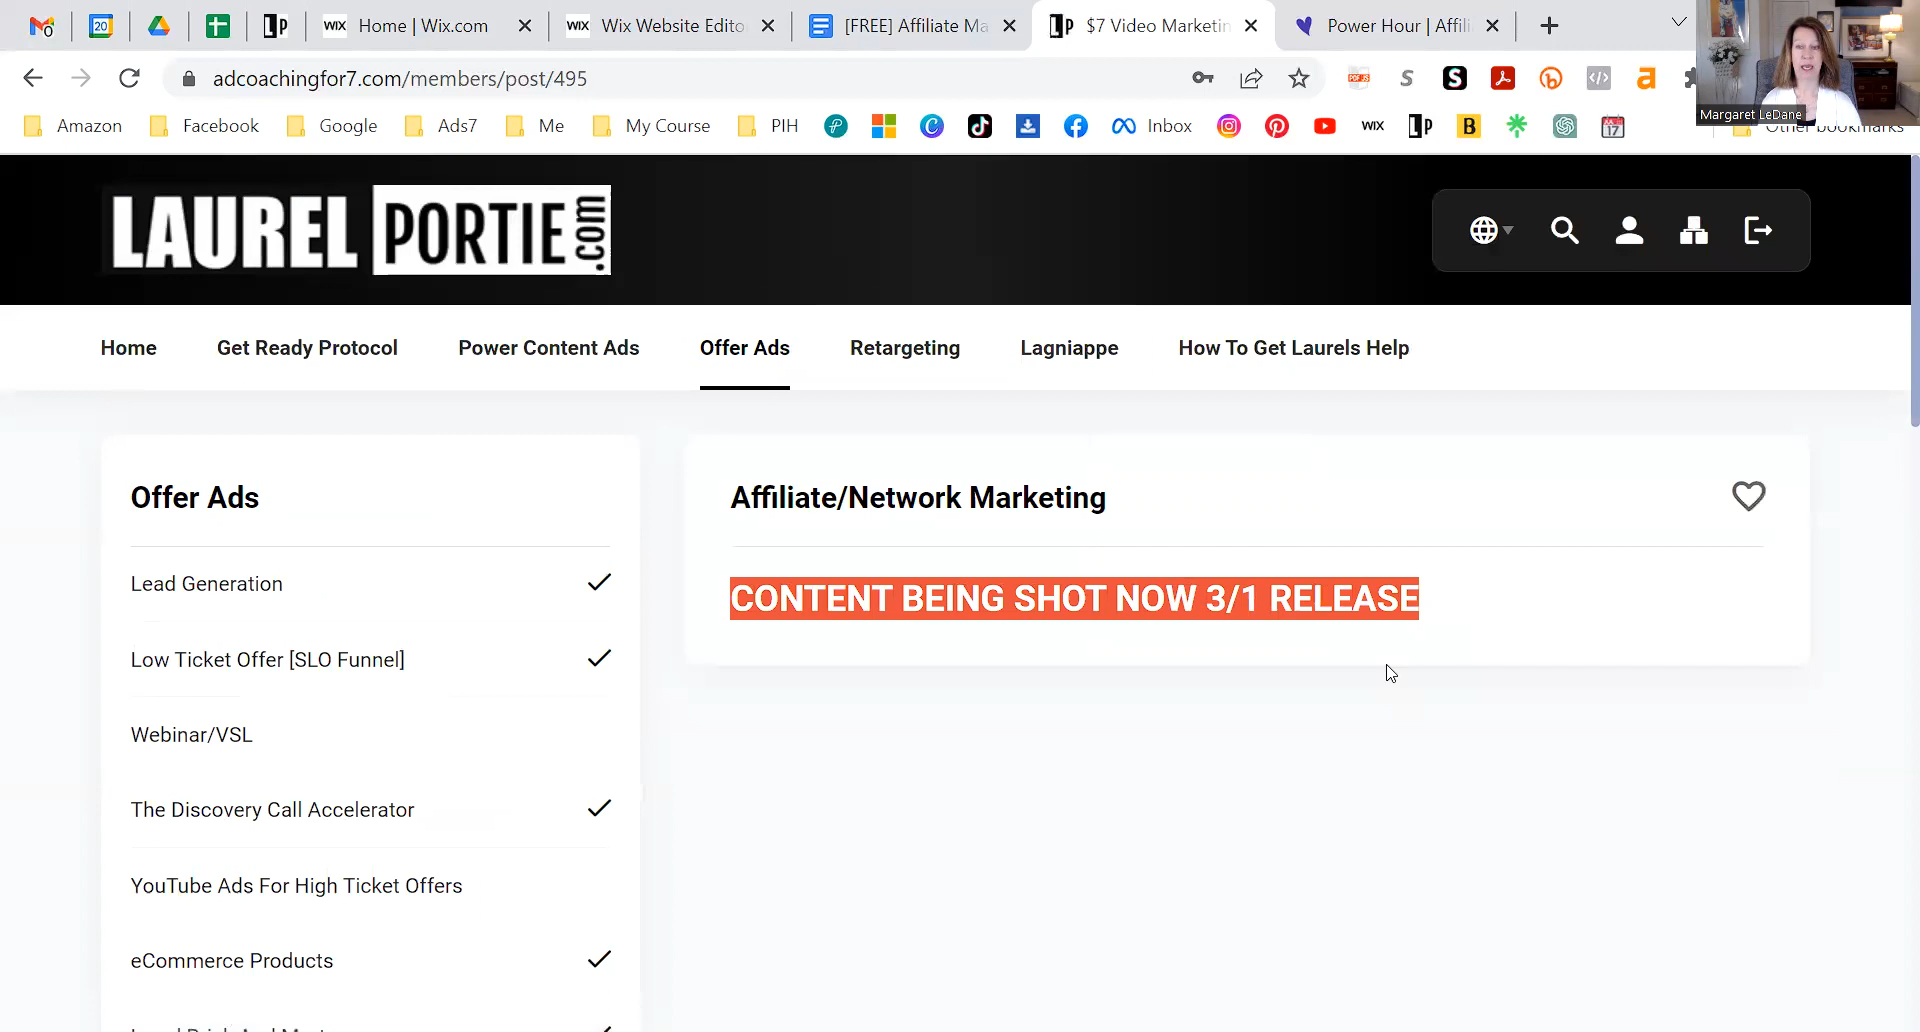 Home | Wix.com
Wix Website Edito
[FREE] Affiliate Ma
$7 Video Marketin
Power Hour | Affili
adcoachingfor7.com/members/post/495
Amazon
Facebook
Google
Ads7
Me
My Course
PIH
Inbox
WIX
Other bookmarks
Margaret LeDane
LAUREL PORTIE .com
Home
Get Ready Protocol
Power Content Ads
Offer Ads
Retargeting
Lagniappe
How To Get Laurels Help
Offer Ads
Lead Generation
Low Ticket Offer [SLO Funnel]
Webinar/VSL
The Discovery Call Accelerator
YouTube Ads For High Ticket Offers
eCommerce Products
Affiliate/Network Marketing
CONTENT BEING SHOT NOW 3/1 RELEASE